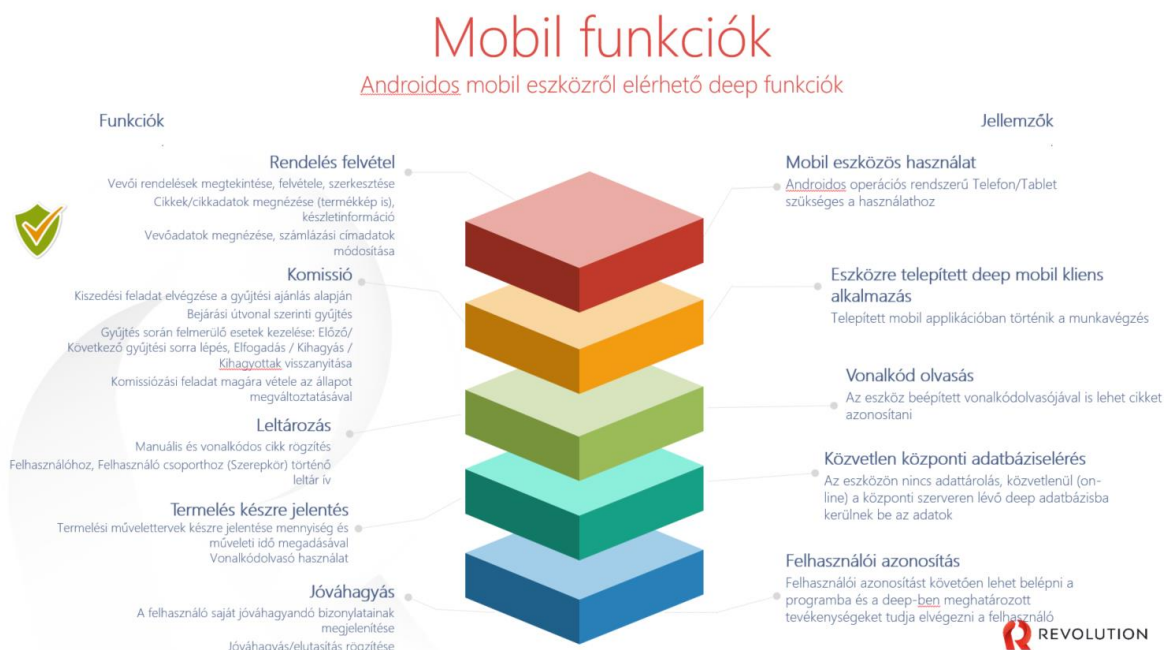 Mobil funkciók
Androidos mobil eszközről elérhető deep funkciók
Funkciók
Rendelés felvétel
Vevői rendelések megtekintése, felvétele, szerkesztése
Cikkek/cikkadatok megnézése (termékkép is),
készletinformáció
Vevőadatok megnézése, számlázási címadatok
módosítása
Komissió
Kiszedési feladat elvégzése a gyűjtési ajánlás alapján
Bejárási útvonal szerinti gyűjtés
Gyűjtés során felmerülő esetek kezelése: Előző/
Következő gyűjtési sorra lépés, Elfogadás / Kihagyás /
Kihagyottak visszanyitása
Komissiózási feladat magára vétele az állapot
megváltoztatásával
Leltározás
Manuális és vonalkódos cikk rögzítés
Felhasználóhoz, Felhasználó csoporthoz (Szerepkör) történő
leltár ív
Termelés készre jelentés
Termelési művelettervek készre jelentése mennyiség és
műveleti idő megadásával
Vonalkódolvasó használat
Jóváhagyás
A felhasználó saját jóváhagyandó bizonylatainak
megjelenítése
Jóváhagyás/elutasítás rögzítése
Jellemzők
Mobil eszközös használat
Androidos operációs rendszerű Telefon/Tablet
szükséges a használathoz
Eszközre telepített deep mobil kliens
alkalmazás
Telepített mobil applikációban történik a munkavégzés
Vonalkód olvasás
Az eszköz beépített vonalkódolvasójával is lehet cikket
azonosítani
Közvetlen központi adatbáziselérés
Az eszközön nincs adattárolás, közvetlenül (on-
line) a központi szerveren lévő deep adatbázisba
kerülnek be az adatok
Felhasználói azonosítás
Felhasználói azonosítást követően lehet belépni a
programba és a deep-ben meghatározott
tevékenységeket tudja elvégezni a felhasználó
REVOLUTION